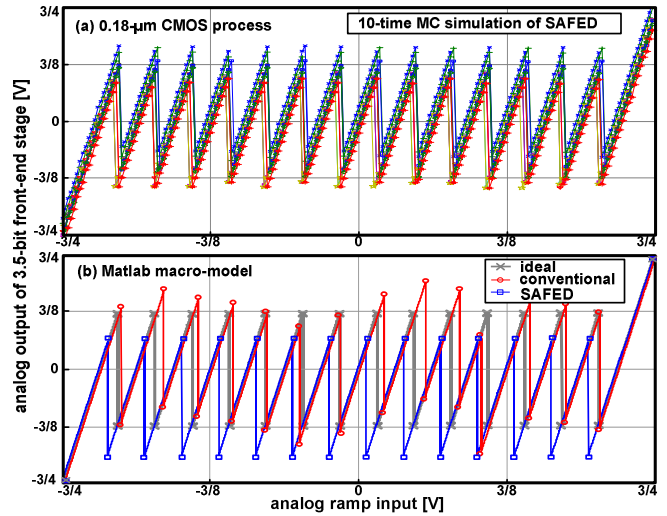 analog output of 3.5-bit front-end stage [V]
3/4
(a) 0.18-µm CMOS process
10-time MC simulation of SAFED
3/8
0
-3/8
-3/4
-3/4
-3/8
0
3/8
3/4
3/4
(b) Matlab macro-model
ideal
conventional
SAFED
3/8
0
-3/8
-3/4
-3/4
-3/8
0
3/8
3/4
analog ramp input [V]